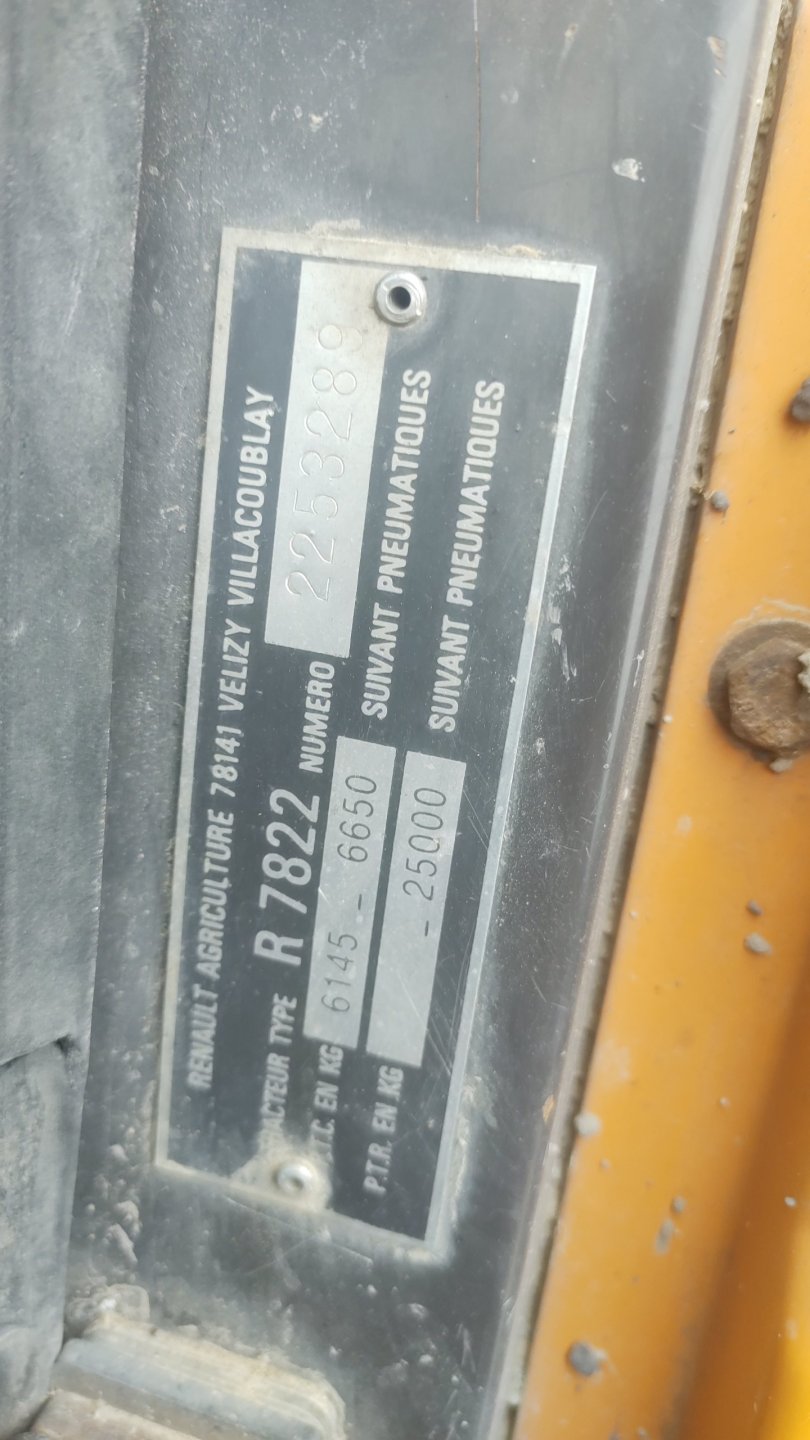 RENAULT AGRICULTURE 78141 VELIZY VILLACOUBLAY
TYPE R 7822 NUMERO 2253289
EN KG 6145 - 6650 SUIVANT PNEUMATIQUES
P.T.R. EN KG - 25000 SUIVANT PNEUMATIQUES